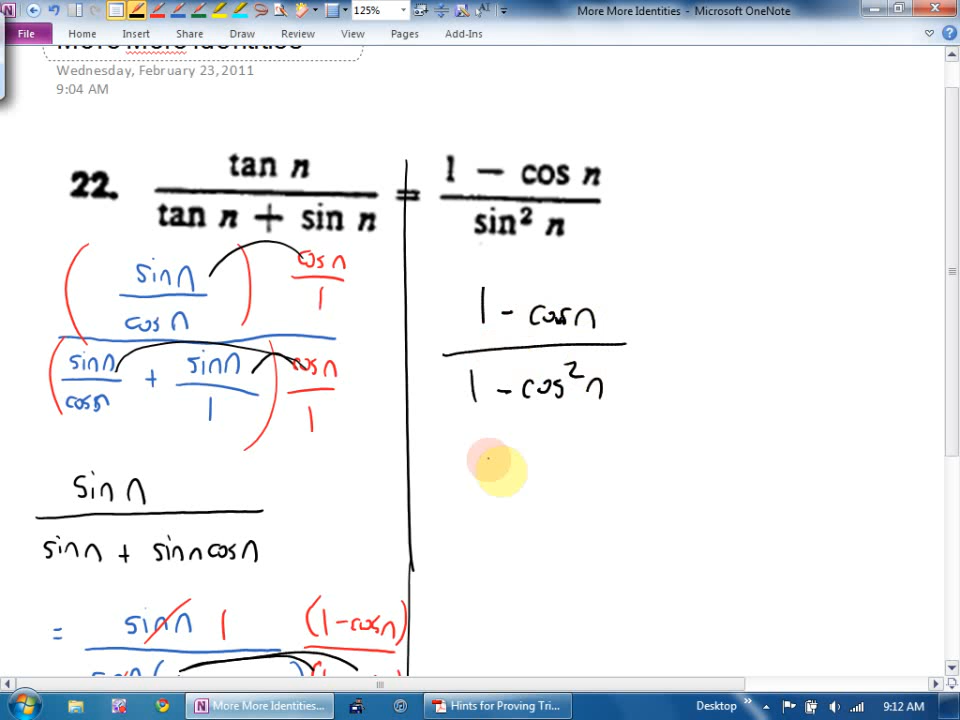 125%
More More Identities - Microsoft OneNote
File Home Insert Share Draw Review View Pages Add-Ins
More More Identities
Wednesday, February 23, 2011
9:04 AM
22. tan n / (tan n + sin n) = (1 - cos n) / sin² n
(sin n / cos n) cos n / 1
(sin n / cos n + sin n / 1) cos n / 1
1 - cos n
1 - cos² n
sin n
sin n + sin n cos n
= sin n 1 (1 - cos n)
More More Identities...
Hints for Proving Tri...
Desktop »
9:12 AM